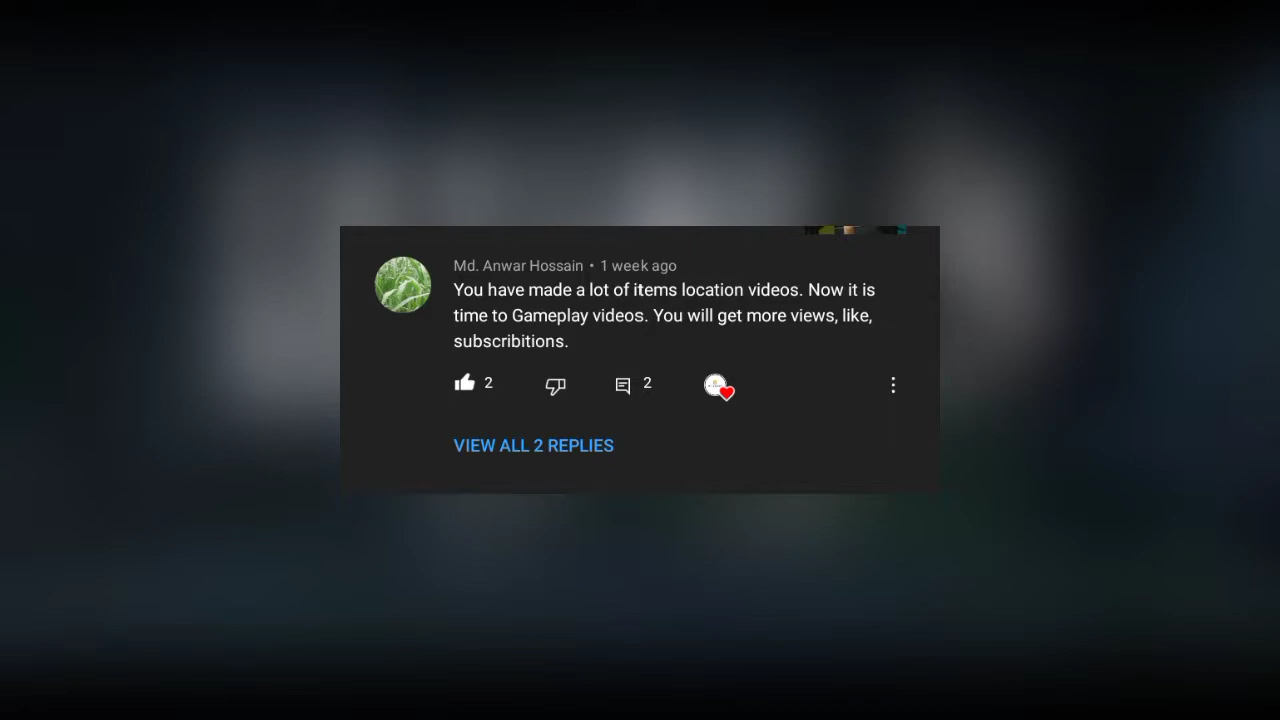 Md. Anwar Hossain • 1 week ago
You have made a lot of items location videos. Now it is
time to Gameplay videos. You will get more views, like,
subscribitions.
2 2
VIEW ALL 2 REPLIES